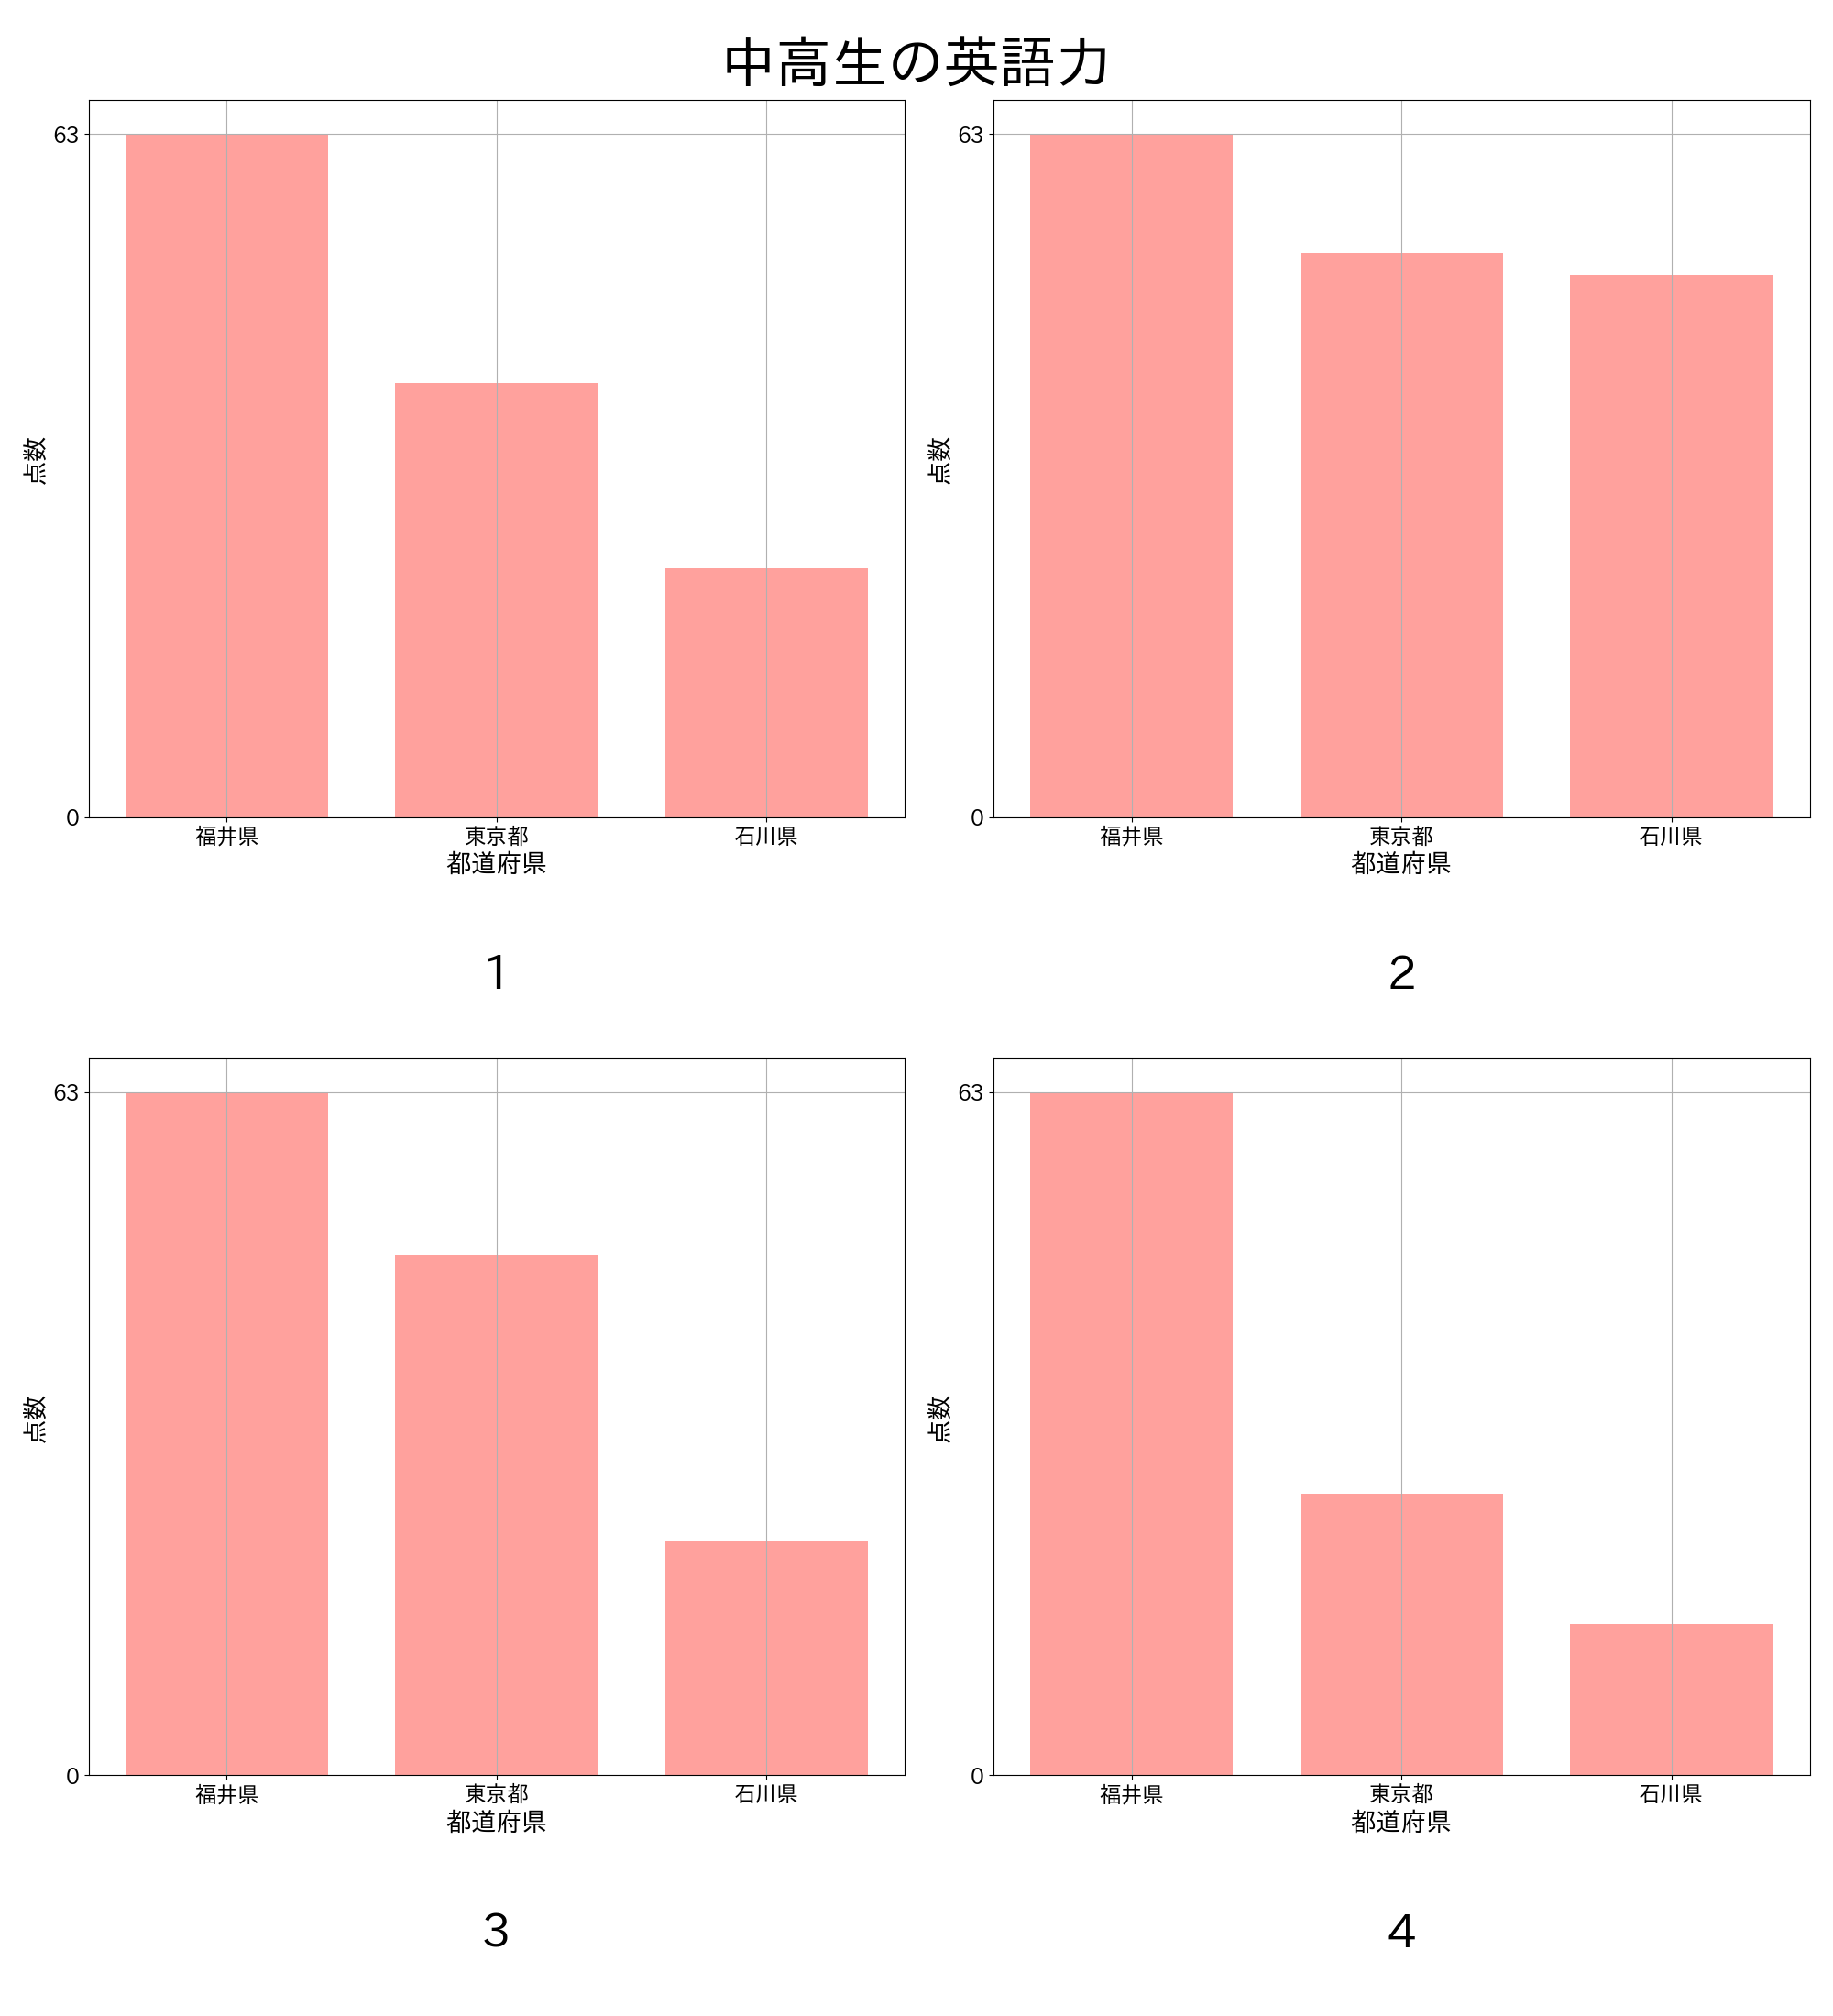 中高生の英語力
63
点数
0
福井県 東京都 石川県
都道府県
1
63
点数
0
福井県 東京都 石川県
都道府県
2
63
点数
0
福井県 東京都 石川県
都道府県
3
63
点数
0
福井県 東京都 石川県
都道府県
4